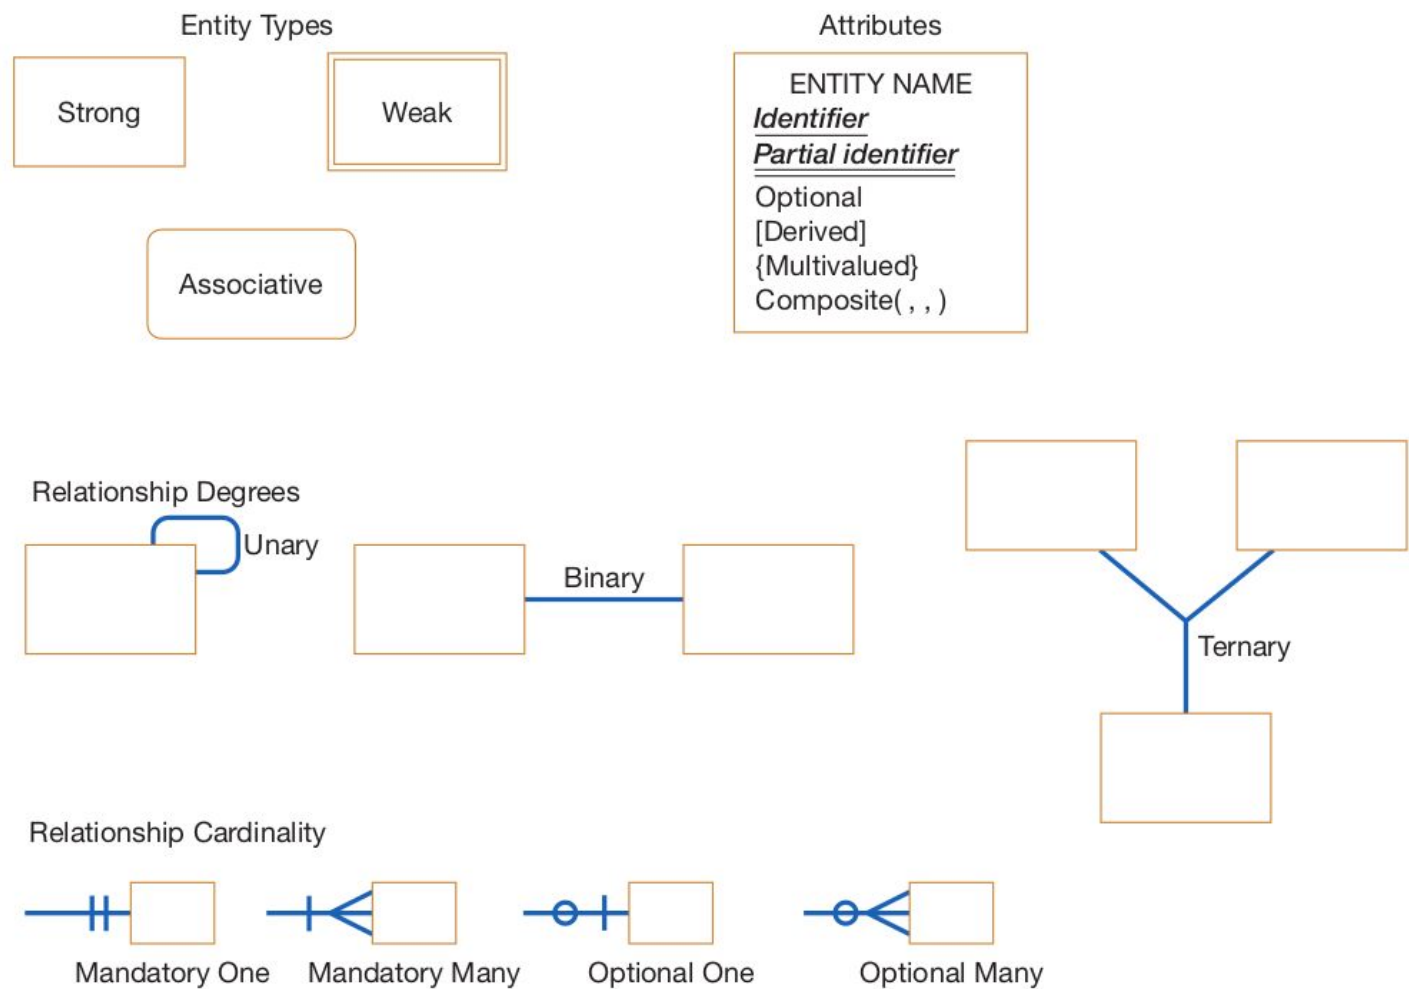 Entity Types
Strong
Weak
Associative
Attributes
ENTITY NAME
Identifier
Partial identifier
Optional
[Derived]
{Multivalued}
Composite( , , )
Relationship Degrees
Unary
Binary
Ternary
Relationship Cardinality
Mandatory One
Mandatory Many
Optional One
Optional Many